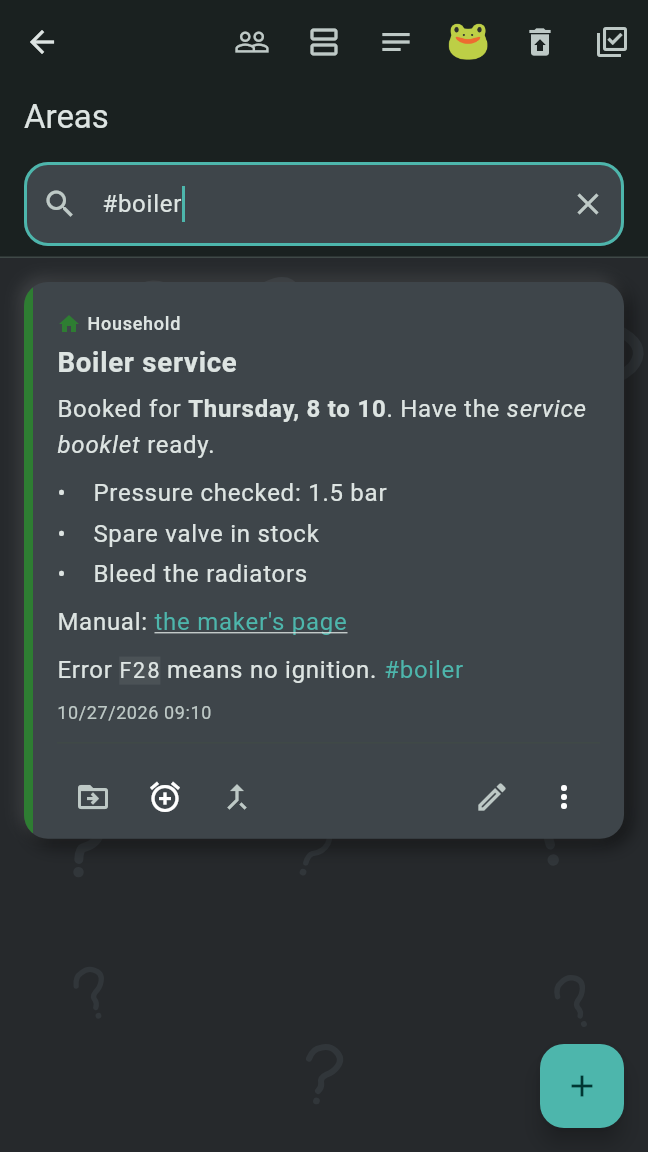 Areas
#boiler
Household
Boiler service
Booked for Thursday, 8 to 10. Have the service
booklet ready.
• Pressure checked: 1.5 bar
• Spare valve in stock
• Bleed the radiators
Manual: the maker's page
Error F28 means no ignition. #boiler
10/27/2026 09:10